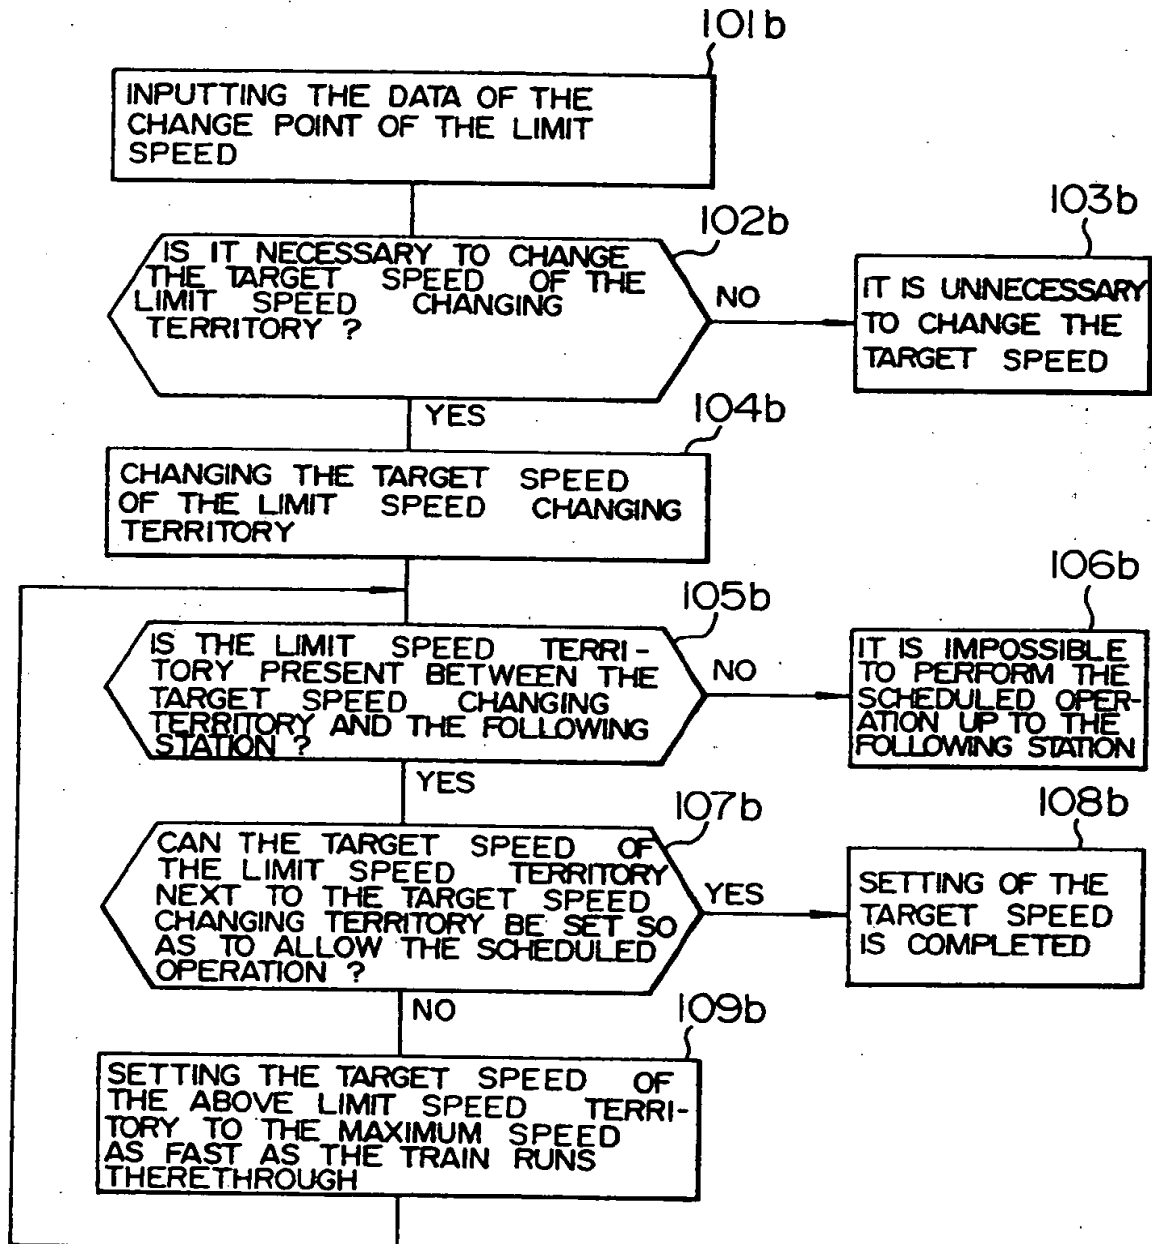 101b
INPUTTING THE DATA OF THE
CHANGE POINT OF THE LIMIT
SPEED
102b
IS IT NECESSARY TO CHANGE
THE TARGET SPEED OF THE
LIMIT SPEED CHANGING
TERRITORY ?
NO
103b
IT IS UNNECESSARY
TO CHANGE THE
TARGET SPEED
YES
104b
CHANGING THE TARGET SPEED
OF THE LIMIT SPEED CHANGING
TERRITORY
105b
IS THE LIMIT SPEED TERRI-
TORY PRESENT BETWEEN THE
TARGET SPEED CHANGING
TERRITORY AND THE FOLLOWING
STATION ?
NO
106b
IT IS IMPOSSIBLE
TO PERFORM THE
SCHEDULED OPER-
ATION UP TO THE
FOLLOWING STATION
YES
107b
CAN THE TARGET SPEED OF
THE LIMIT SPEED TERRITORY
NEXT TO THE TARGET SPEED
CHANGING TERRITORY BE SET SO
AS TO ALLOW THE SCHEDULED
OPERATION ?
YES
108b
SETTING OF THE
TARGET SPEED
IS COMPLETED
NO
109b
SETTING THE TARGET SPEED OF
THE ABOVE LIMIT SPEED TERRI-
TORY TO THE MAXIMUM SPEED
AS FAST AS THE TRAIN RUNS
THERETHROUGH